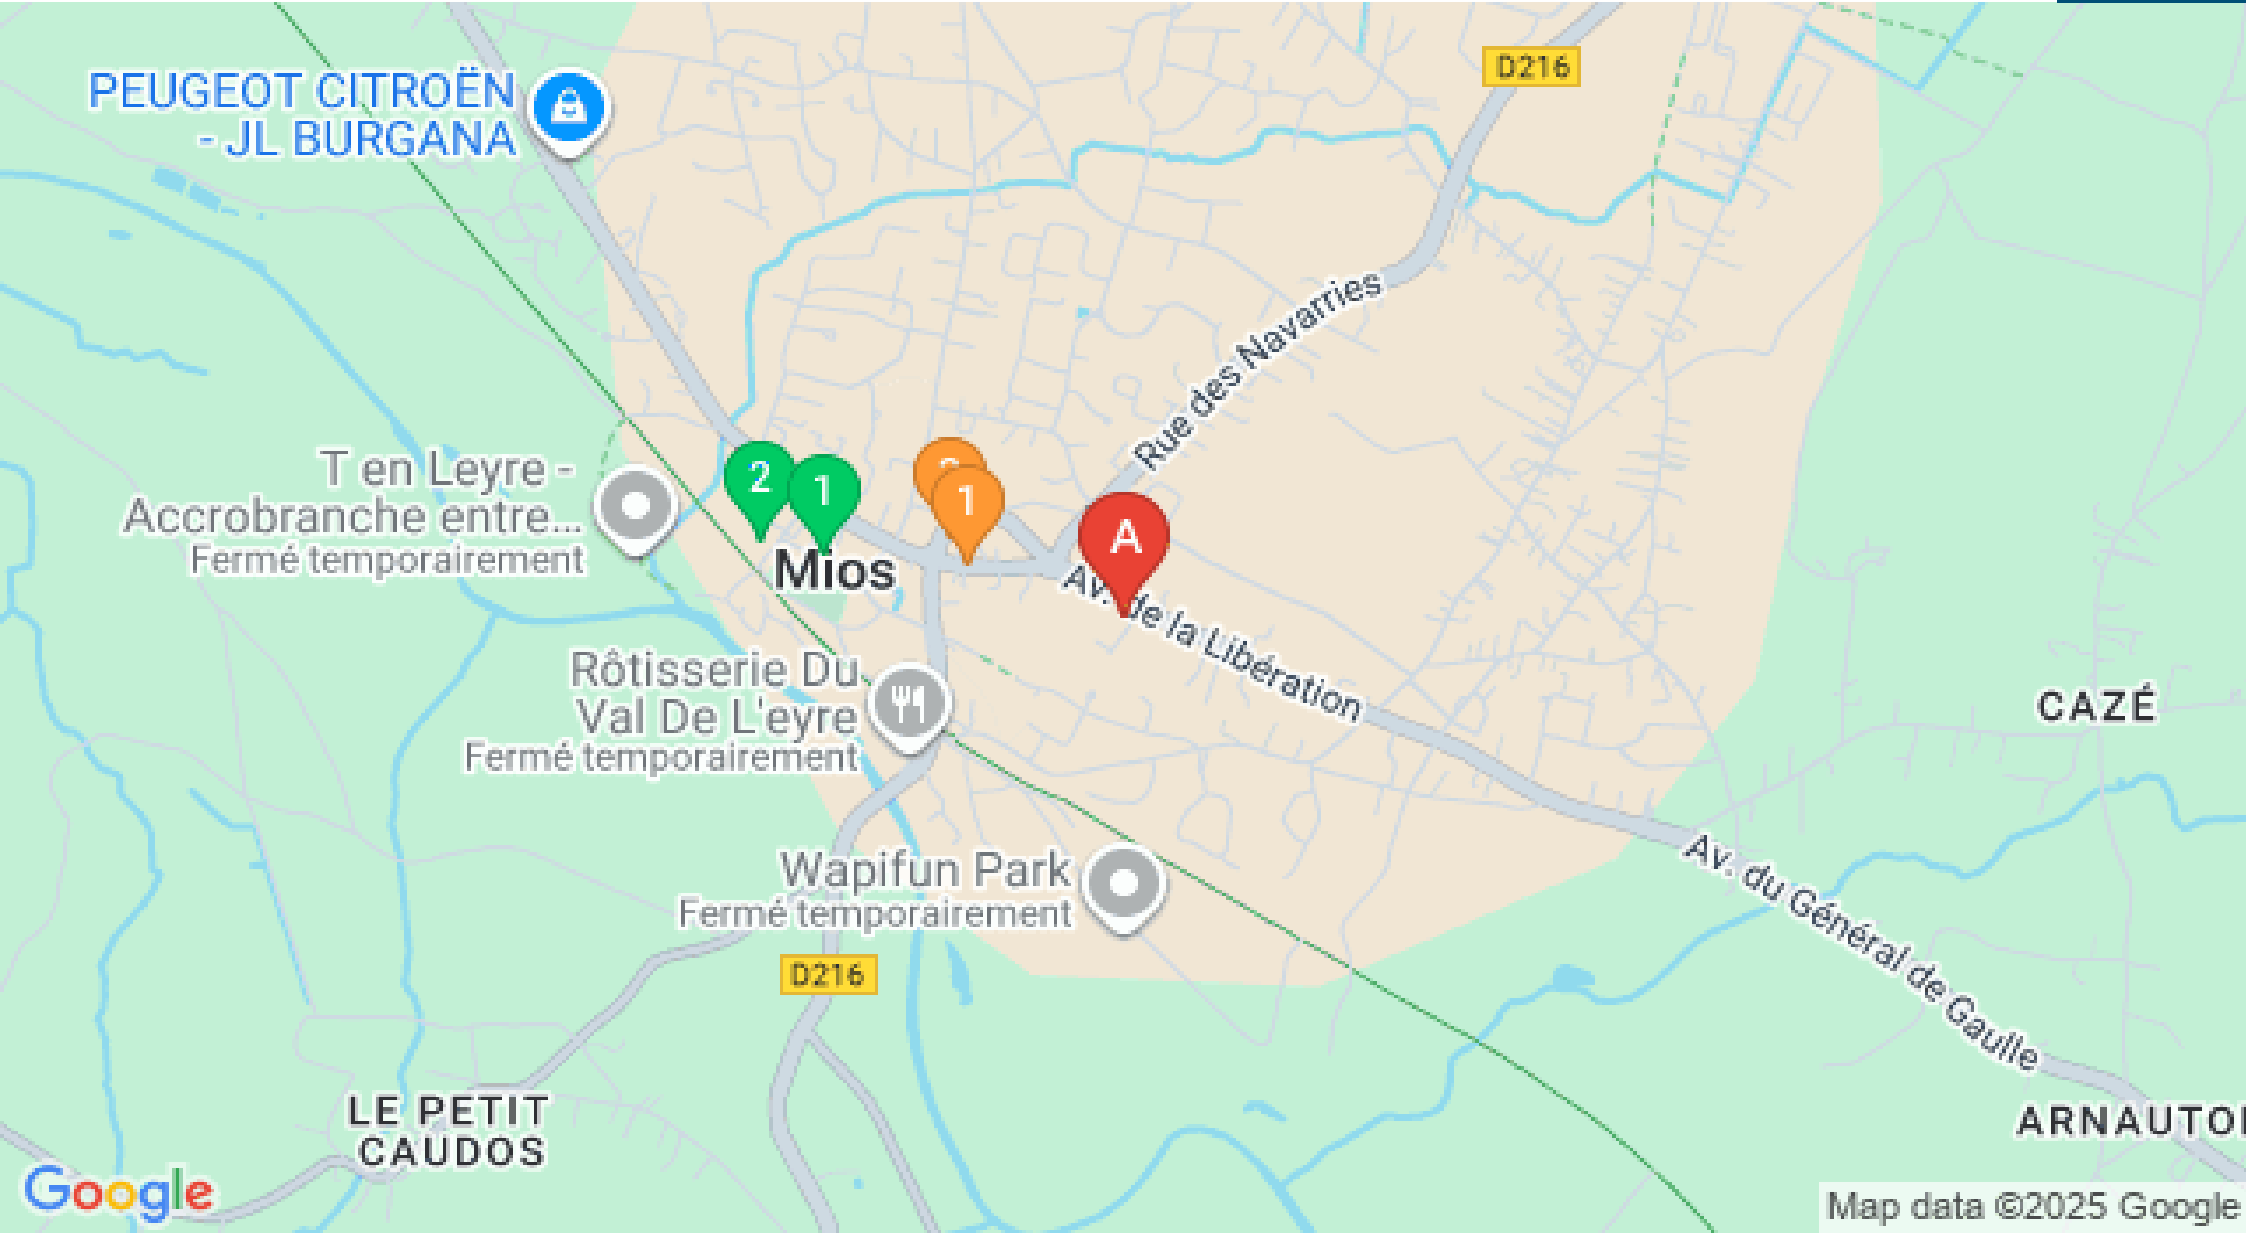 D216
PEUGEOT CITROËN
- JL BURGANA
Rue des Navarries
T en Leyre -
Accrobranche entre...
Fermé temporairement
2
1
1
A
Mios
Av. de la Libération
Rôtisserie Du
Val De L'eyre
Fermé temporairement
CAZÉ
Wapifun Park
Fermé temporairement
Av. du Général de Gaulle
D216
LE PETIT
CAUDOS
ARNAUTO
Google
Map data ©2025 Google